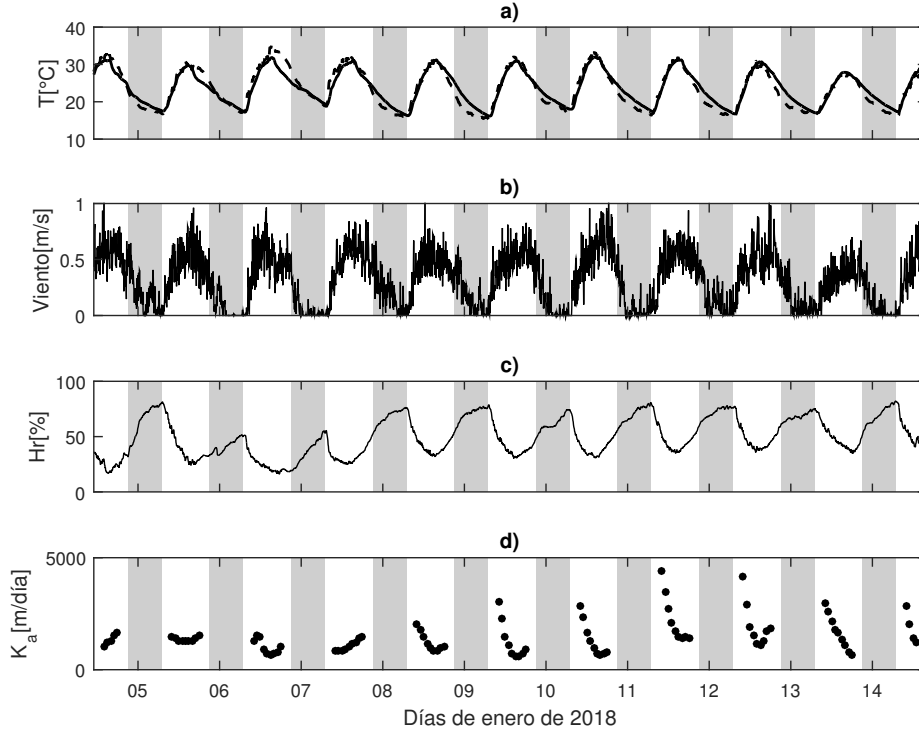 a)
40
30
20
10
T[°C]
b)
1
0.5
0
Viento[m/s]
c)
100
50
0
Hr[%]
d)
5000
0
K_a[m/día]
05 06 07 08 09 10 11 12 13 14
Días de enero de 2018